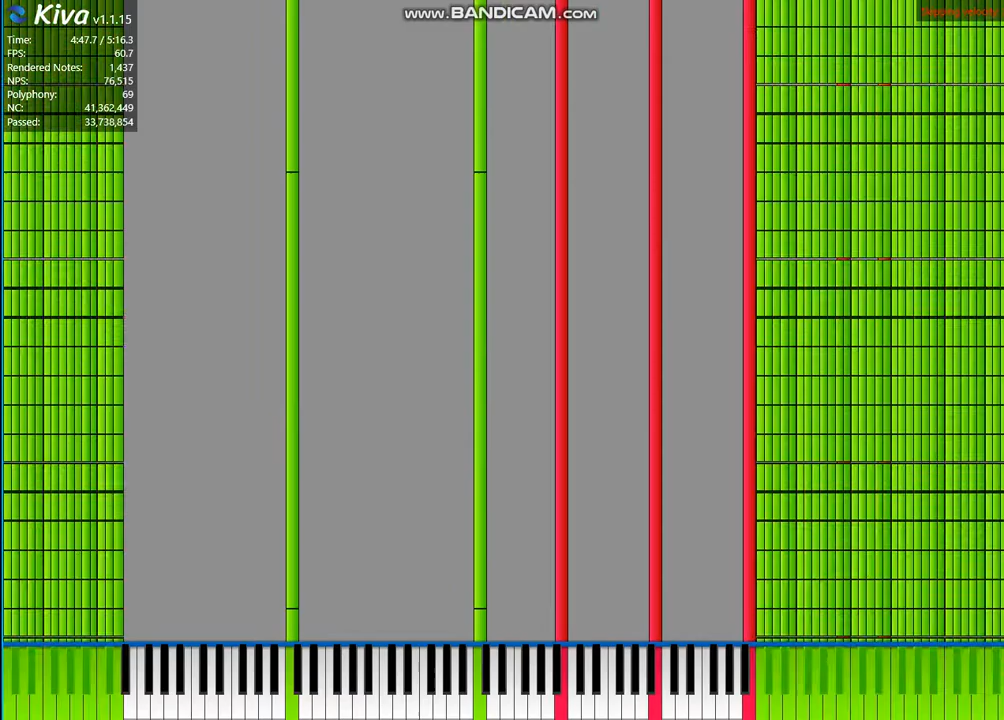 Kiva v1.1.15
www.BANDICAM.com
Time: 4:47.7 / 5:16.3
FPS: 60.7
Rendered Notes: 1,437
NPS: 76,515
Polyphony: 69
NC: 41,362,449
Passed: 33,738,854